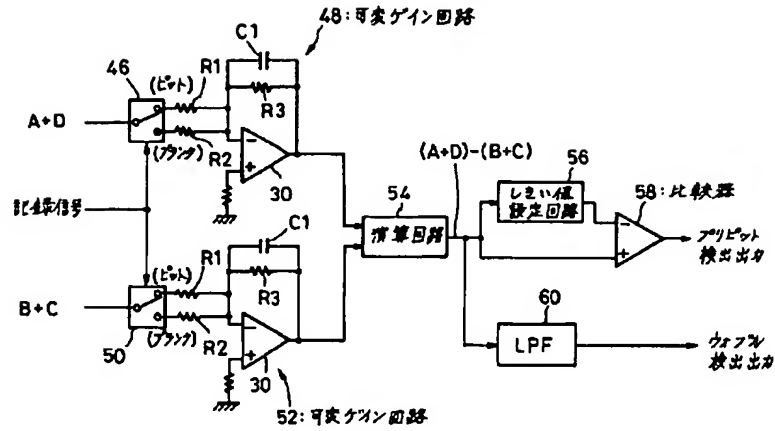 48:可変ゲイン回路
C1
46
(ピット)
R1
R3
A+D
(ブランク)
R2
30
(A+D)-(B+C)
56
しきい値
設定回路
58:比較器
54
演算回路
記録信号
プリピット
検出出力
C1
(ピット)
R1
R3
B+C
(ブランク)
R2
50
30
60
LPF
ウォブル
検出出力
52:可変ゲイン回路